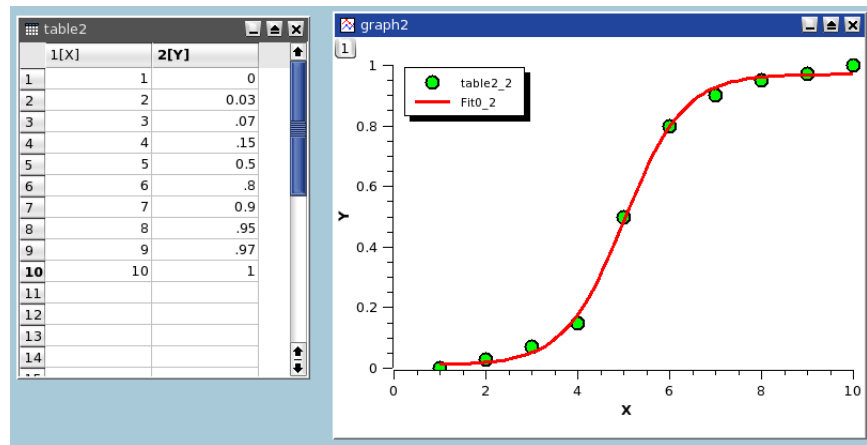 table2
1[X] 2[Y]
1 1 0
2 2 0.03
3 3 .07
4 4 .15
5 5 0.5
6 6 .8
7 7 0.9
8 8 .95
9 9 .97
10 10 1
11
12
13
14
graph2
1
table2_2
Fit0_2
1
0.8
0.6
0.4
0.2
0
Y
0 2 4 6 8 10
X